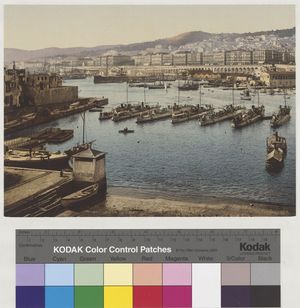 KODAK Color Control Patches
Kodak
Blue Cyan Green Yellow Red Magenta White 3/Color Black